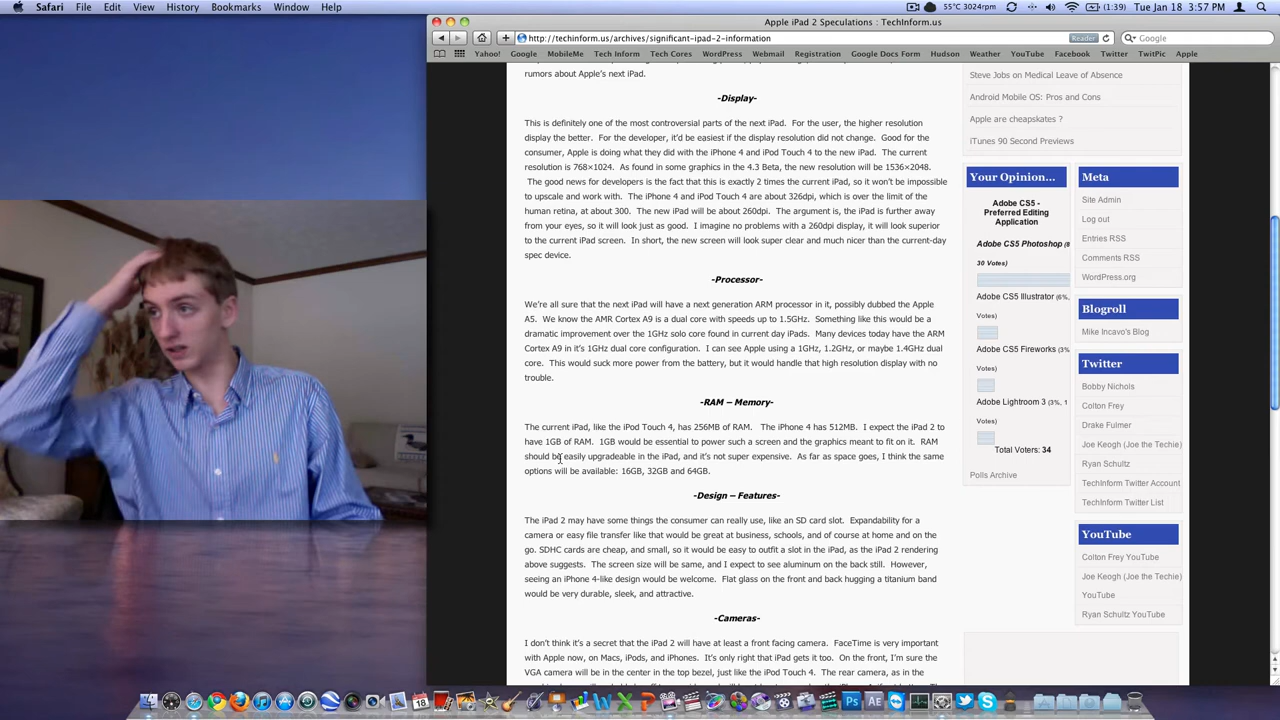 Safari File Edit View History Bookmarks Window Help 55°C 3024rpm (1:39) Tue Jan 18 3:57 PM
Apple iPad 2 Speculations : TechInform.us
http://techinform.us/archives/significant-ipad-2-information Reader Google
Yahoo! Google MobileMe Tech Inform Tech Cores WordPress Webmail Registration Google Docs Form Hudson Weather YouTube Facebook Twitter TwitPic Apple
rumors about Apple's next iPad.
-Display-
This is definitely one of the most controversial parts of the next iPad. For the user, the higher resolution
display the better. For the developer, it'd be easiest if the display resolution did not change. Good for the
consumer, Apple is doing what they did with the iPhone 4 and iPod Touch 4 to the new iPad. The current
resolution is 768×1024. As found in some graphics in the 4.3 Beta, the new resolution will be 1536×2048.
The good news for developers is the fact that this is exactly 2 times the current iPad, so it won't be impossible
to upscale and work with. The iPhone 4 and iPod Touch 4 are about 326dpi, which is over the limit of the
human retina, at about 300. The new iPad will be about 260dpi. The argument is, the iPad is further away
from your eyes, so it will look just as good. I imagine no problems with a 260dpi display, it will look superior
to the current iPad screen. In short, the new screen will look super clear and much nicer than the current-day
spec device.
-Processor-
We're all sure that the next iPad will have a next generation ARM processor in it, possibly dubbed the Apple
A5. We know the AMR Cortex A9 is a dual core with speeds up to 1.5GHz. Something like this would be a
dramatic improvement over the 1GHz solo core found in current day iPads. Many devices today have the ARM
Cortex A9 in it's 1GHz dual core configuration. I can see Apple using a 1GHz, 1.2GHz, or maybe 1.4GHz dual
core. This would suck more power from the battery, but it would handle that high resolution display with no
trouble.
-RAM – Memory-
The current iPad, like the iPod Touch 4, has 256MB of RAM. The iPhone 4 has 512MB. I expect the iPad 2 to
have 1GB of RAM. 1GB would be essential to power such a screen and the graphics meant to fit on it. RAM
should be easily upgradeable in the iPad, and it's not super expensive. As far as space goes, I think the same
options will be available: 16GB, 32GB and 64GB.
-Design – Features-
The iPad 2 may have some things the consumer can really use, like an SD card slot. Expandability for a
camera or easy file transfer like that would be great at business, schools, and of course at home and on the
go. SDHC cards are cheap, and small, so it would be easy to outfit a slot in the iPad, as the iPad 2 rendering
above suggests. The screen size will be same, and I expect to see aluminum on the back still. However,
seeing an iPhone 4-like design would be welcome. Flat glass on the front and back hugging a titanium band
would be very durable, sleek, and attractive.
-Cameras-
I don't think it's a secret that the iPad 2 will have at least a front facing camera. FaceTime is very important
with Apple now, on Macs, iPods, and iPhones. It's only right that iPad gets it too. On the front, I'm sure the
VGA camera will be in the center in the top bezel, just like the iPod Touch 4. The rear camera, as in the
Steve Jobs on Medical Leave of Absence
Android Mobile OS: Pros and Cons
Apple are cheapskates ?
iTunes 90 Second Previews
Your Opinion...
Adobe CS5 -
Preferred Editing
Application
Adobe CS5 Photoshop (8
30 Votes)
Adobe CS5 Illustrator (6%,
Votes)
Adobe CS5 Fireworks (3%
Votes)
Adobe Lightroom 3 (3%, 1
Votes)
Total Voters: 34
Polls Archive
Meta
Site Admin
Log out
Entries RSS
Comments RSS
WordPress.org
Blogroll
Mike Incavo's Blog
Twitter
Bobby Nichols
Colton Frey
Drake Fulmer
Joe Keogh (Joe the Techie)
Ryan Schultz
TechInform Twitter Account
TechInform Twitter List
YouTube
Colton Frey YouTube
Joe Keogh (Joe the Techie)
YouTube
Ryan Schultz YouTube